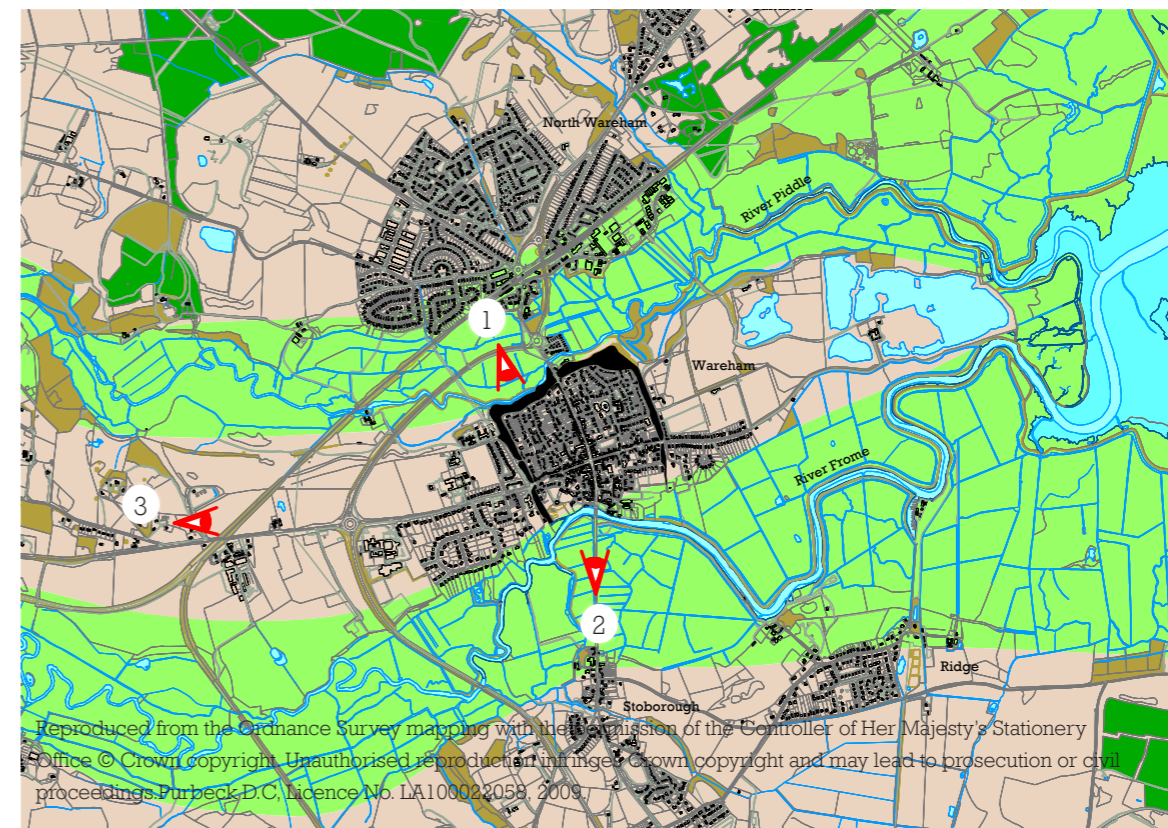 North Wareham
River Piddle
1
Wareham
River Frome
3
2
Ridge
Stoborough
Reproduced from the Ordnance Survey mapping with the permission of the Controller of Her Majesty's Stationery
Office © Crown copyright. Unauthorised reproduction infringes Crown copyright and may lead to prosecution or civil
proceedings.Purbeck D.C, Licence No. LA100022058, 2009.